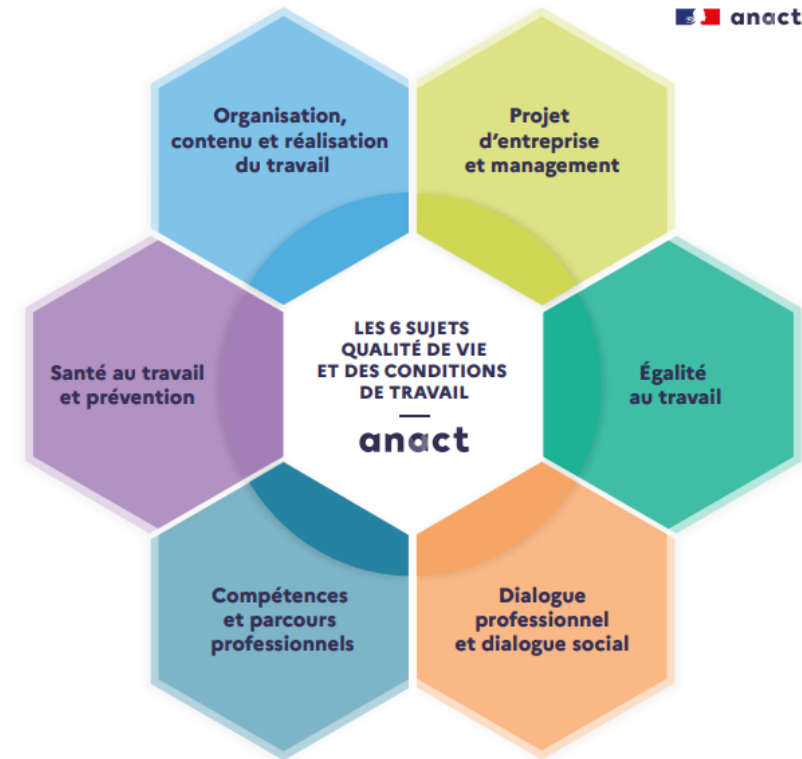 anact
Organisation,
contenu et réalisation
du travail
Projet
d'entreprise
et management
Santé au travail
et prévention
LES 6 SUJETS
QUALITÉ DE VIE
ET DES CONDITIONS
DE TRAVAIL
anact
Égalité
au travail
Compétences
et parcours
professionnels
Dialogue
professionnel
et dialogue social